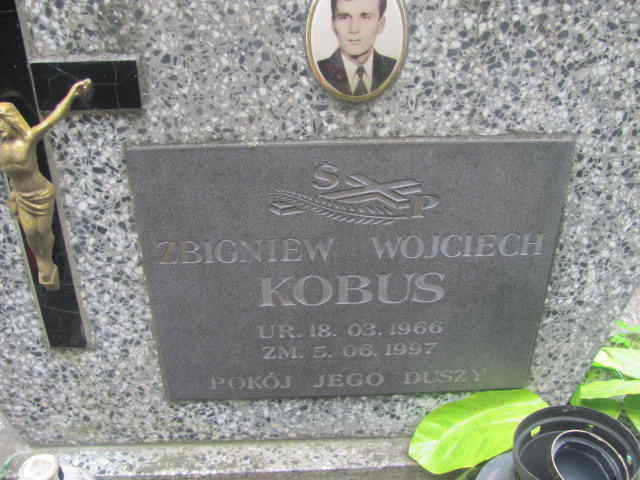 Ś P
ZBIGNIEW WOJCIECH
KOBUS
UR. 18. 03. 1966
ZM. 5. 06. 1997
POKÓJ JEGO DUSZY